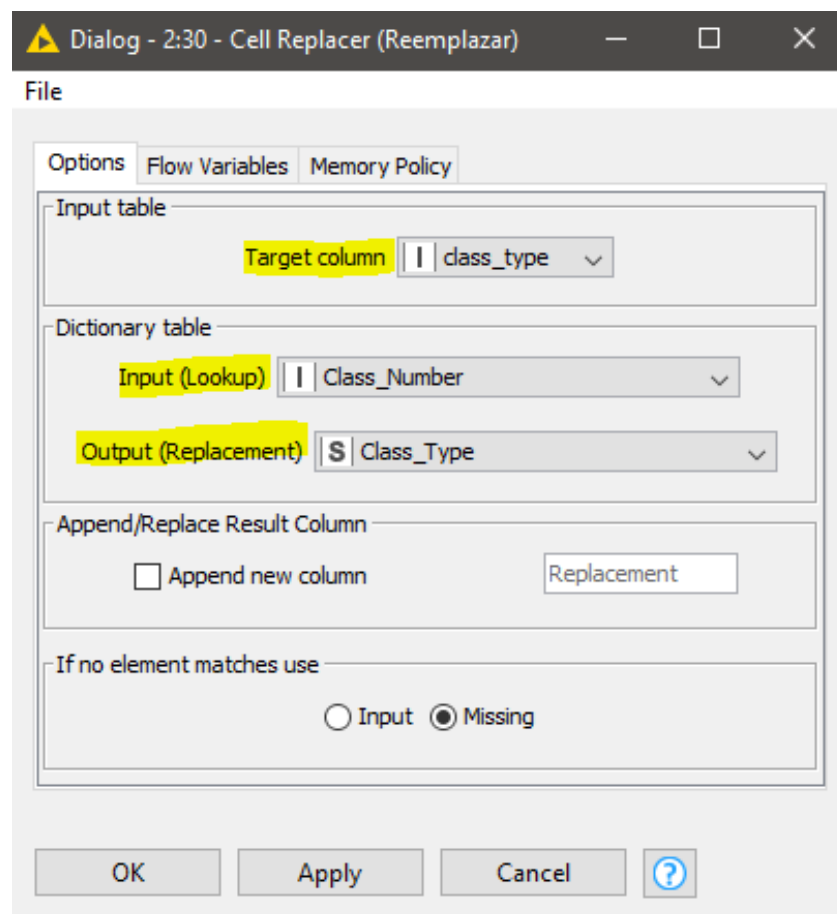 Dialog - 2:30 - Cell Replacer (Reemplazar)
File
Options Flow Variables Memory Policy
Input table
Target column I class_type
Dictionary table
Input (Lookup) I Class_Number
Output (Replacement) S Class_Type
Append/Replace Result Column
Append new column Replacement
If no element matches use
Input Missing
OK Apply Cancel ?